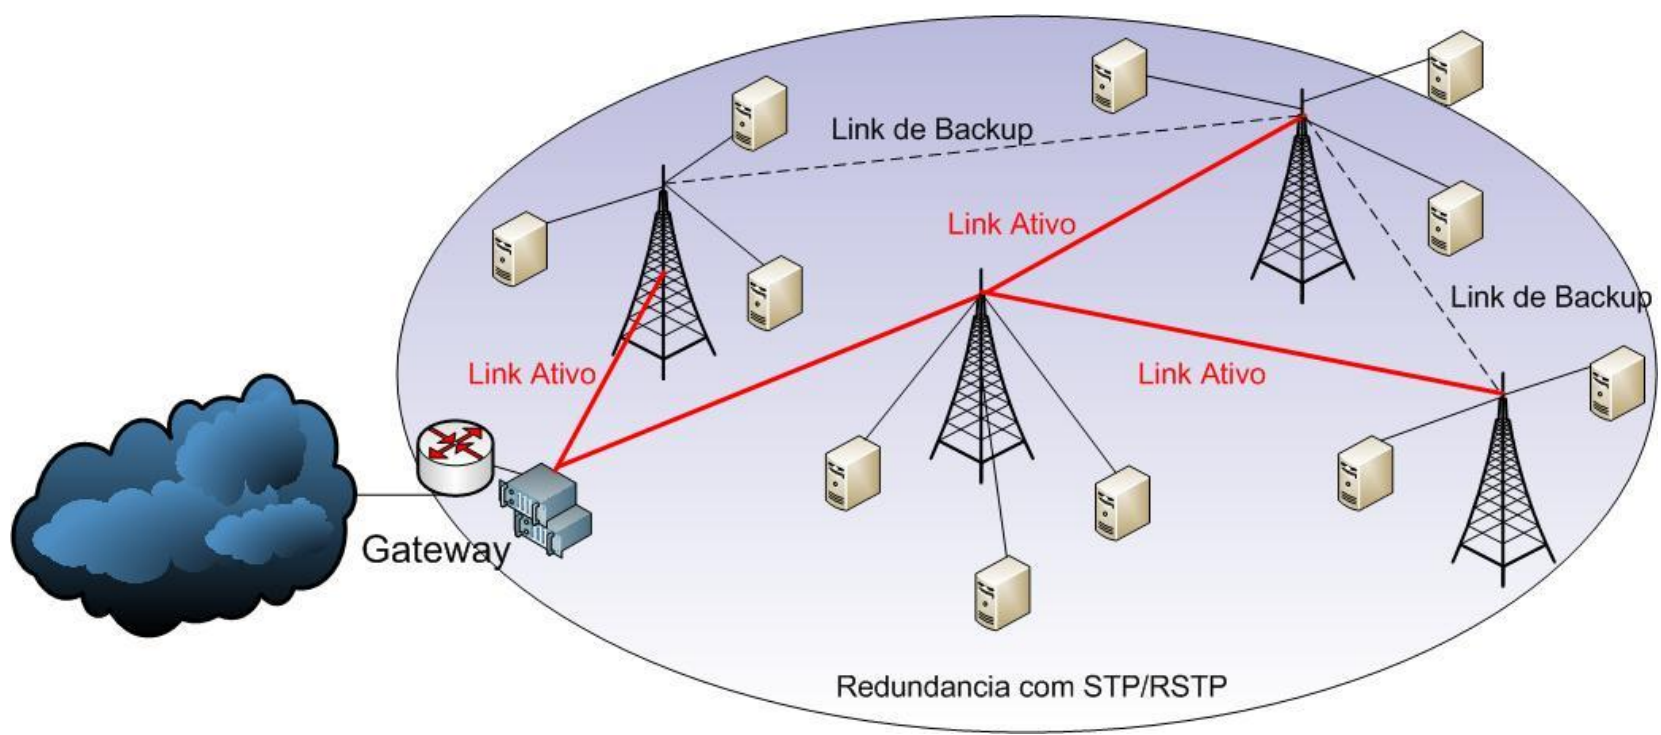 Link de Backup
Link Ativo
Link de Backup
Link Ativo
Link Ativo
Gateway
Redundancia com STP/RSTP